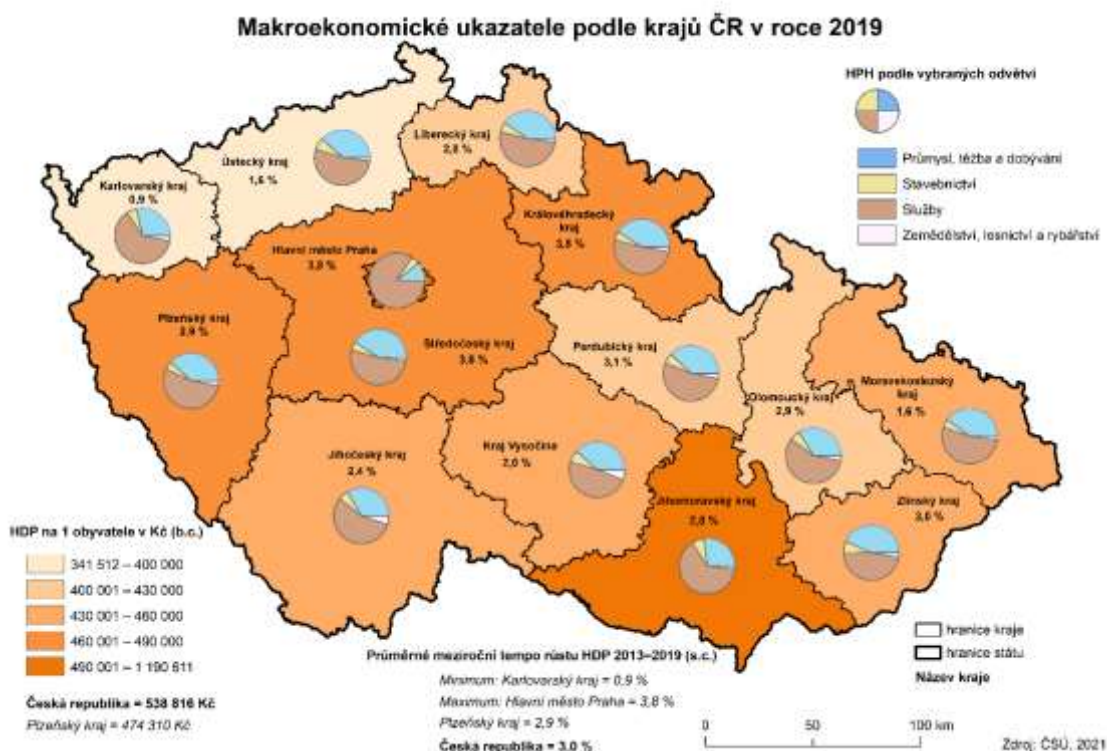 Makroekonomické ukazatele podle krajů ČR v roce 2019
HPH podle vybraných odvětví
Průmysl, těžba a dobývání
Stavebnictví
Služby
Zemědělství, lesnictví a rybářství
Liberecký kraj
2,8 %
Ústecký kraj
1,6 %
Karlovarský kraj
0,9 %
Královéhradecký
kraj
3,8 %
Hlavní město Praha
3,8 %
Plzeňský kraj
2,9 %
Středočeský kraj
3,8 %
Pardubický kraj
3,1 %
Moravskoslezský
kraj
1,6 %
Olomoucký kraj
2,9 %
Jihočeský kraj
2,4 %
Kraj Vysočina
Jihomoravský kraj
Zlínský kraj
HDP na 1 obyvatele v Kč (b.c.)
341 512 – 400 000
400 001 – 430 000
430 001 – 460 000
460 001 – 490 000
490 001 – 1 190 611
Česká republika = 538 816 Kč
Plzeňský kraj = 474 310 Kč
Průměrné meziroční tempo růstu HDP 2013–2019 (s.c.)
Minimum: Karlovarský kraj = 0,9 %
Maximum: Hlavní město Praha = 3,8 %
Plzeňský kraj = 2,9 %
Česká republika = 3,0 %
hranice kraje
hranice státu
Název kraje
0 50 100 km
Zdroj: ČSÚ, 2021